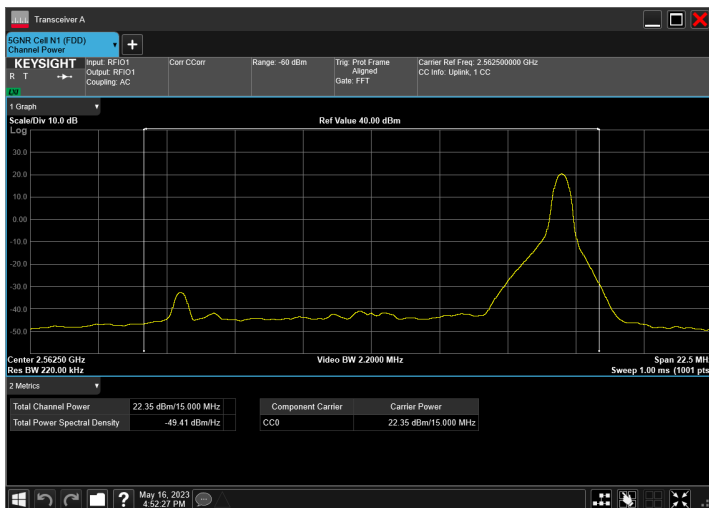 Transceiver A
5GNR Cell N1 (FDD)
Channel Power
KEYSIGHT
R T
LXI
Input: RFIO1
Output: RFIO1
Coupling: AC
Corr CCorr
Range: -60 dBm
Trig: Prot Frame
Aligned
Gate: FFT
Carrier Ref Freq: 2.562500000 GHz
CC Info: Uplink, 1 CC
1 Graph
Scale/Div 10.0 dB
Ref Value 40.00 dBm
Log
30.0
20.0
10.0
0.00
-10.0
-20.0
-30.0
-40.0
-50.0
Center 2.56250 GHz
Video BW 2.2000 MHz
Span 22.5 MH
Res BW 220.00 kHz
Sweep 1.00 ms (1001 pts
2 Metrics
Total Channel Power 22.35 dBm/15.000 MHz
Total Power Spectral Density -49.41 dBm/Hz
Component Carrier Carrier Power
CC0 22.35 dBm/15.000 MHz
May 16, 2023
4:52:27 PM